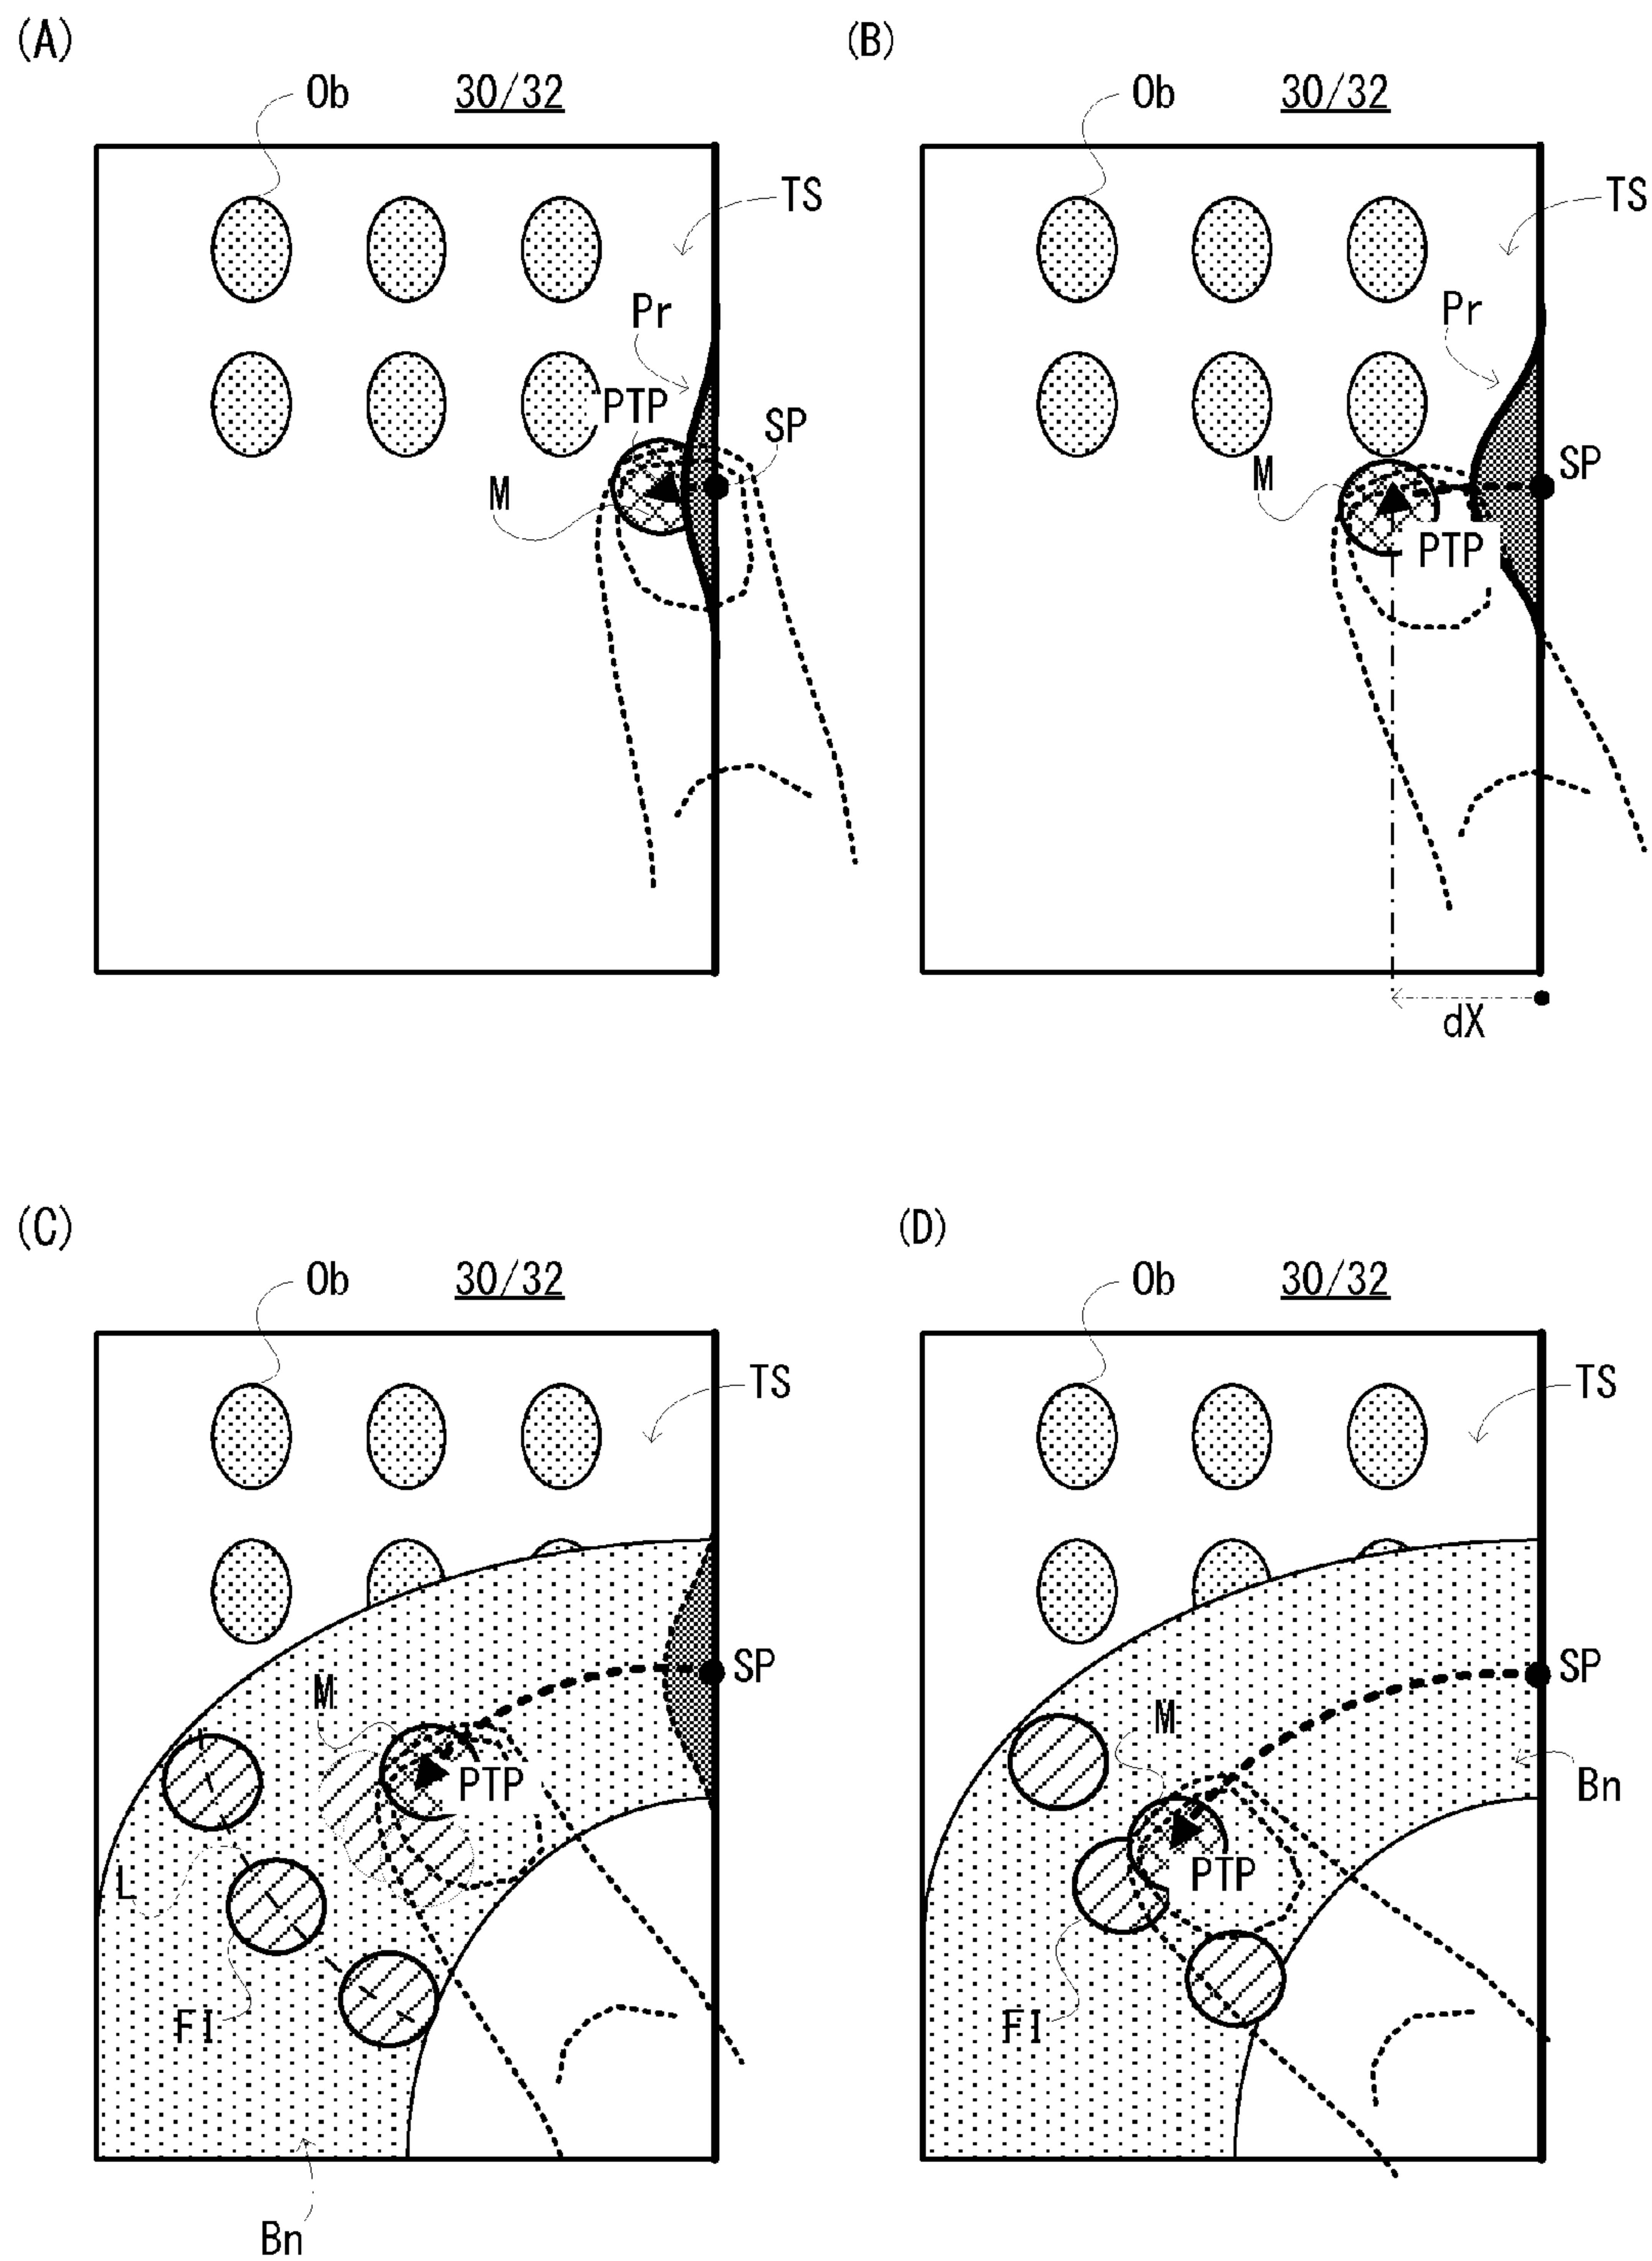 (A)
(B)
Ob
30/32
Ob
30/32
TS
TS
Pr
Pr
PTP
SP
M
SP
M
PTP
dX
(C)
(D)
Ob
30/32
Ob
30/32
TS
TS
SP
SP
M
M
PTP
Bn
L
PTP
FI
FI
Bn